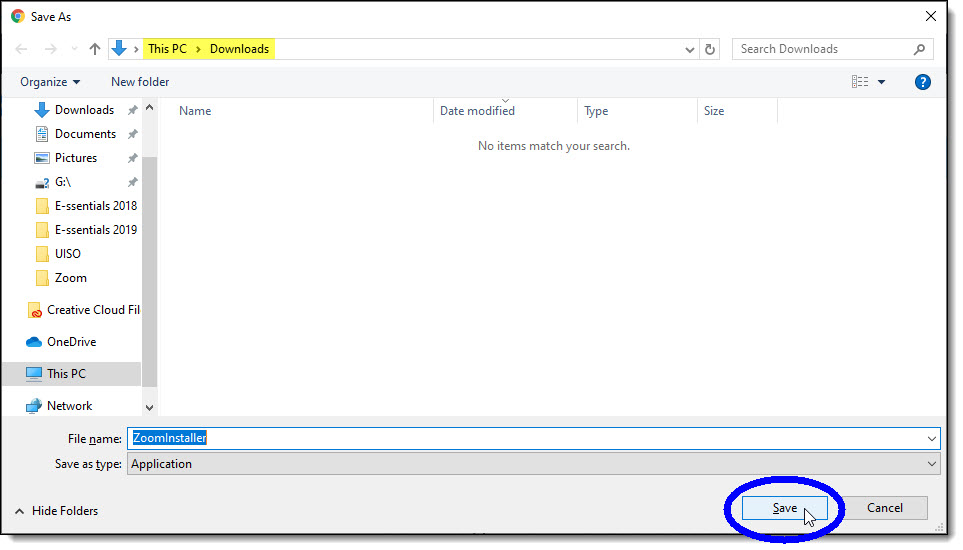 Save As
This PC > Downloads
Search Downloads
Organize
New folder
?
Name
Date modified
Type
Size
No items match your search.
Downloads
Documents
Pictures
G:\
E-ssentials 2018
E-ssentials 2019
UISO
Zoom
Creative Cloud Fil
OneDrive
This PC
Network
File name:
ZoomInstaller
Save as type:
Application
Hide Folders
Save
Cancel